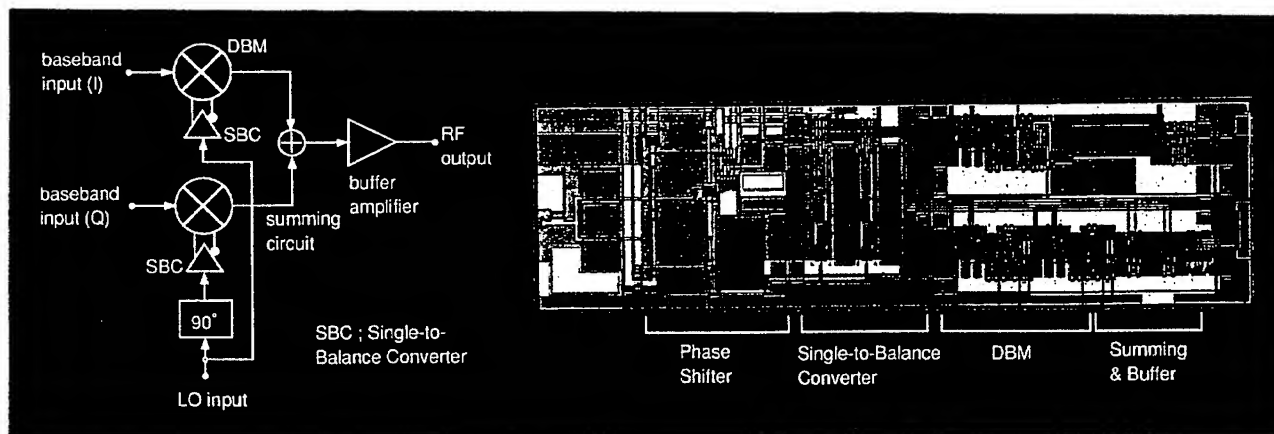 DBM
baseband
input (I)
SBC
RF
output
buffer
amplifier
baseband
input (Q)
summing
circuit
SBC
90°
SBC ; Single-to-
Balance Converter
LO input
Phase
Shifter
Single-to-Balance
Converter
DBM
Summing
& Buffer